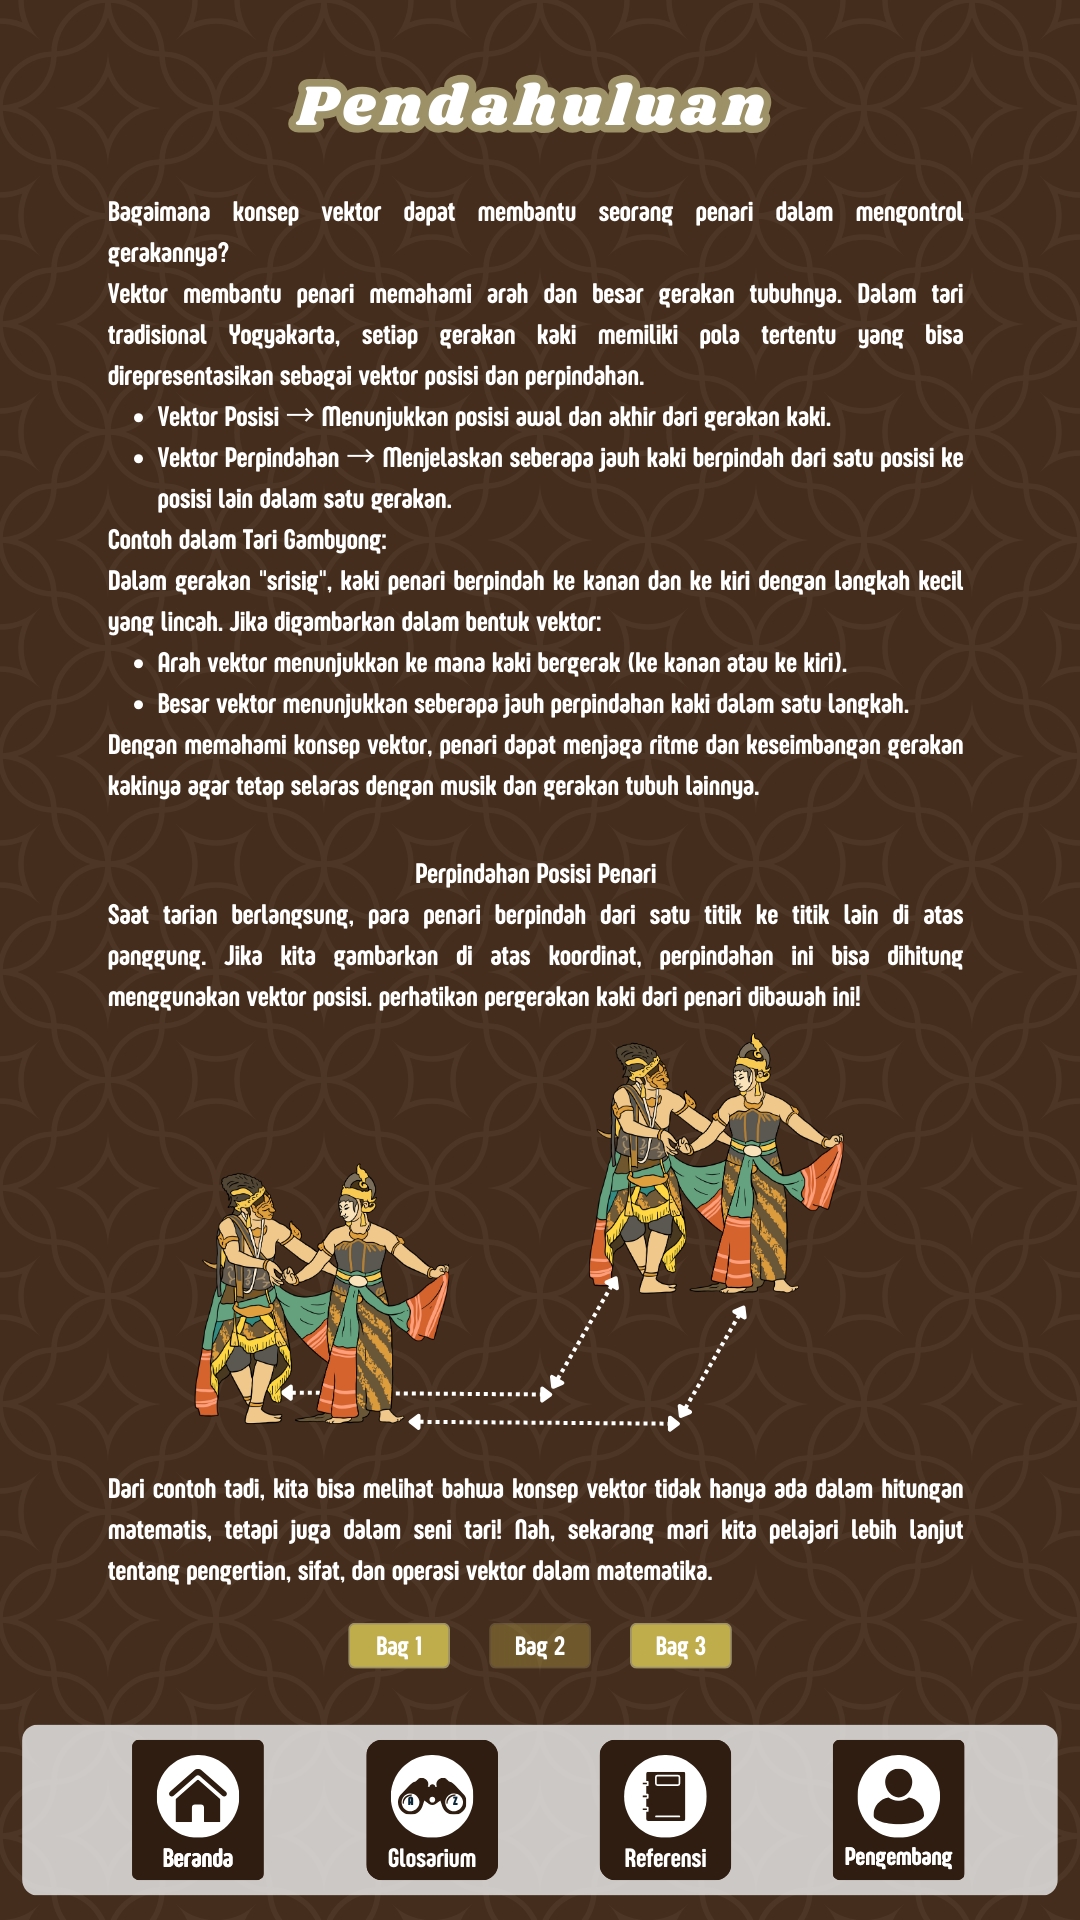 Pendahuluan
Bagaimana konsep vektor dapat membantu seorang penari dalam mengontrol
gerakannya?
Vektor membantu penari memahami arah dan besar gerakan tubuhnya. Dalam tari
tradisional Yogyakarta, setiap gerakan kaki memiliki pola tertentu yang bisa
direpresentasikan sebagai vektor posisi dan perpindahan.
• Vektor Posisi → Menunjukkan posisi awal dan akhir dari gerakan kaki.
• Vektor Perpindahan → Menjelaskan seberapa jauh kaki berpindah dari satu posisi ke
posisi lain dalam satu gerakan.
Contoh dalam Tari Gambyong:
Dalam gerakan "srisig", kaki penari berpindah ke kanan dan ke kiri dengan langkah kecil
yang lincah. Jika digambarkan dalam bentuk vektor:
• Arah vektor menunjukkan ke mana kaki bergerak (ke kanan atau ke kiri).
• Besar vektor menunjukkan seberapa jauh perpindahan kaki dalam satu langkah.
Dengan memahami konsep vektor, penari dapat menjaga ritme dan keseimbangan gerakan
kakinya agar tetap selaras dengan musik dan gerakan tubuh lainnya.
Perpindahan Posisi Penari
Saat tarian berlangsung, para penari berpindah dari satu titik ke titik lain di atas
panggung. Jika kita gambarkan di atas koordinat, perpindahan ini bisa dihitung
menggunakan vektor posisi. perhatikan pergerakan kaki dari penari dibawah ini!
Dari contoh tadi, kita bisa melihat bahwa konsep vektor tidak hanya ada dalam hitungan
matematis, tetapi juga dalam seni tari! Nah, sekarang mari kita pelajari lebih lanjut
tentang pengertian, sifat, dan operasi vektor dalam matematika.
Bag 1 Bag 2 Bag 3
A Z
Beranda Glosarium Referensi Pengembang